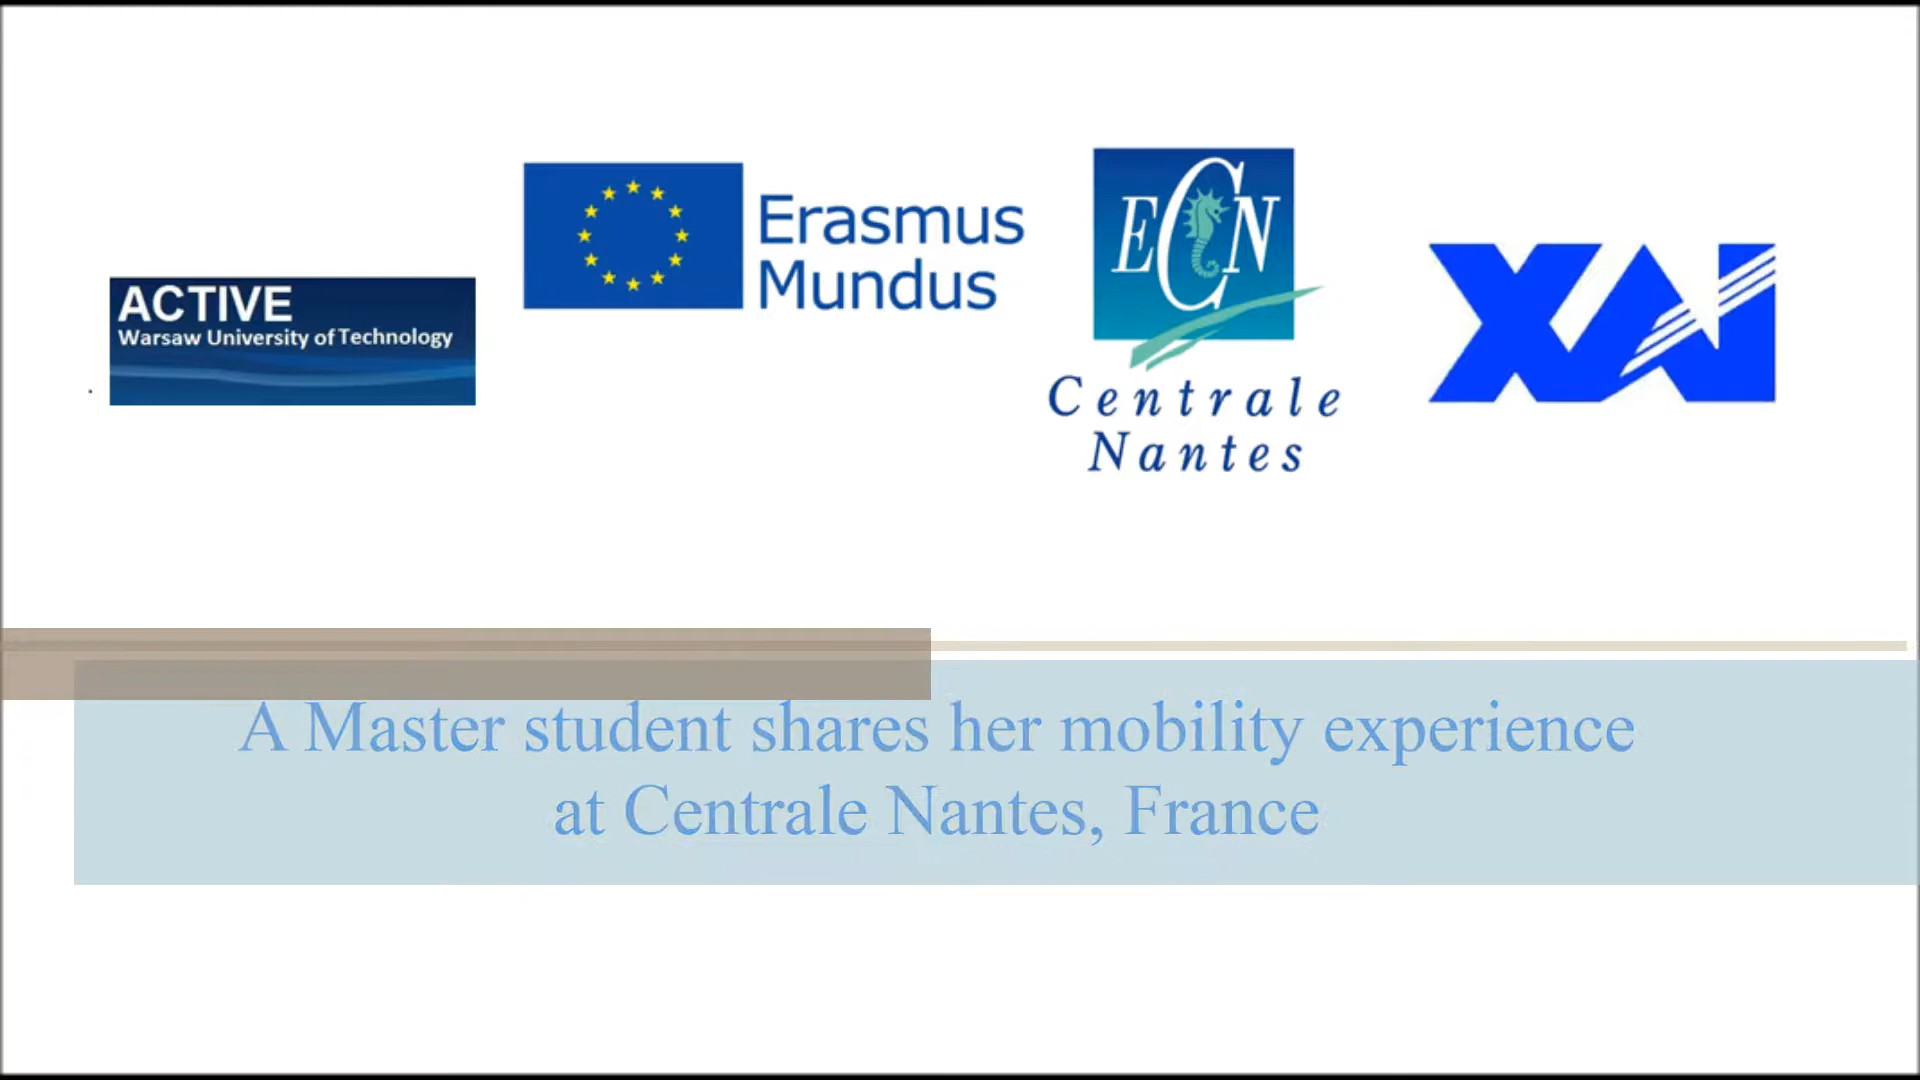 ACTIVE
Warsaw University of Technology
Erasmus
Mundus
ECN
Centrale
Nantes
ХАІ
A Master student shares her mobility experience
at Centrale Nantes, France